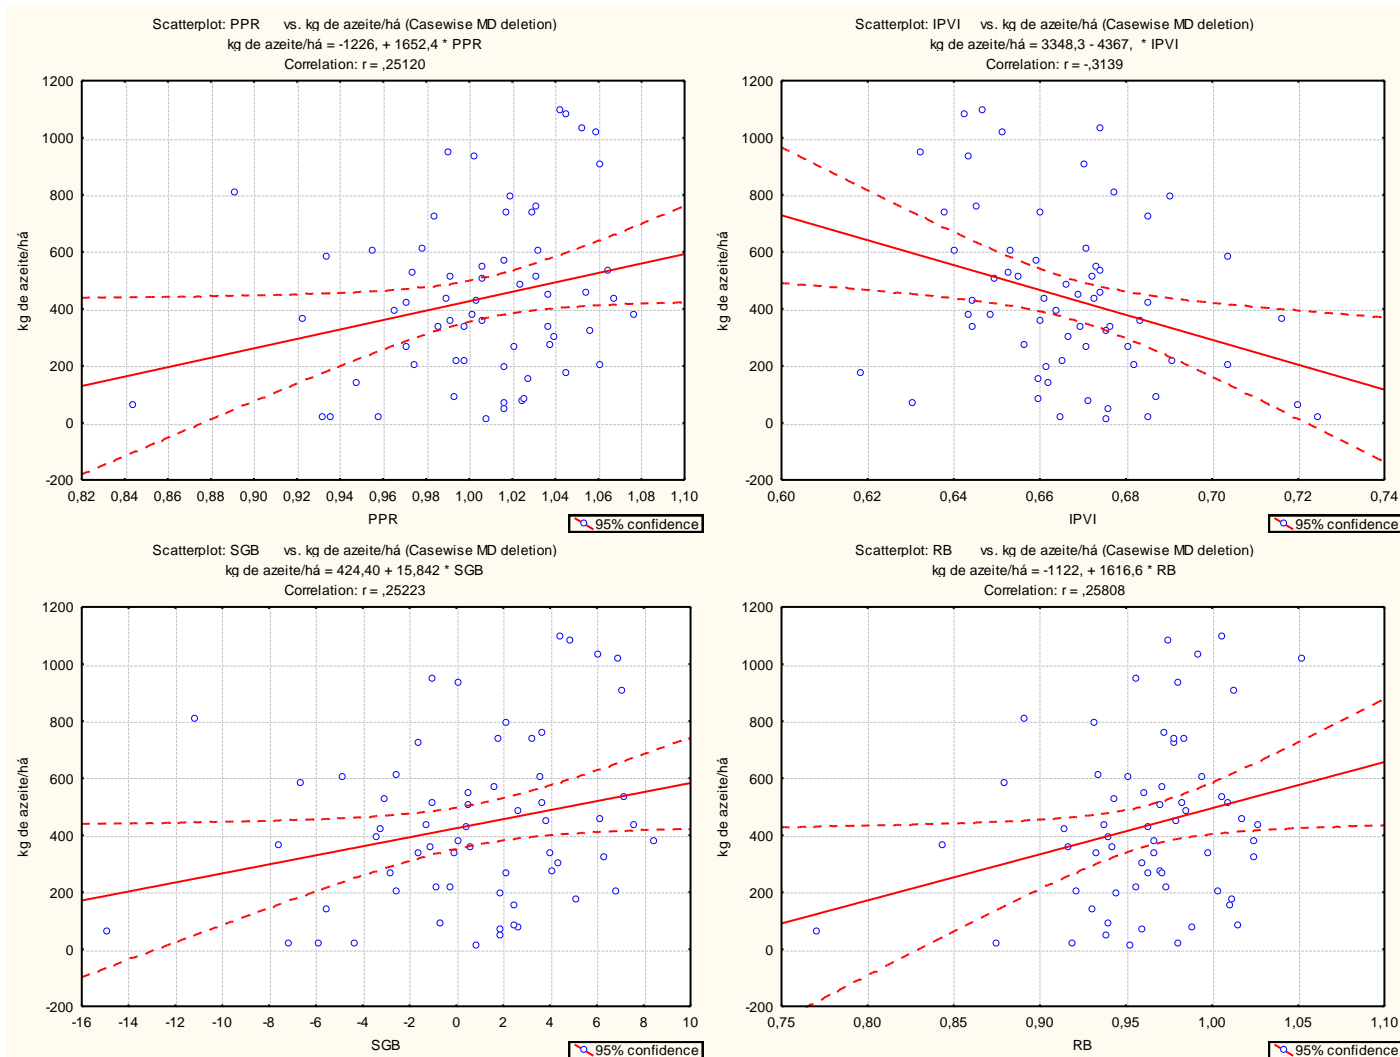 Scatterplot: PPR vs. kg de azeite/há (Casewise MD deletion)
kg de azeite/há = -1226, + 1652,4 * PPR
Correlation: r = ,25120
1200
1000
800
600
400
200
0
-200
kg de azeite/há
0,82 0,84 0,86 0,88 0,90 0,92 0,94 0,96 0,98 1,00 1,02 1,04 1,06 1,08 1,10
PPR
95% confidence
Scatterplot: IPVI vs. kg de azeite/há (Casewise MD deletion)
kg de azeite/há = 3348,3 - 4367, * IPVI
Correlation: r = -,3139
1200
1000
800
600
400
200
0
-200
kg de azeite/há
0,60 0,62 0,64 0,66 0,68 0,70 0,72 0,74
IPVI
95% confidence
Scatterplot: SGB vs. kg de azeite/há (Casewise MD deletion)
kg de azeite/há = 424,40 + 15,842 * SGB
Correlation: r = ,25223
1200
1000
800
600
400
200
0
-200
kg de azeite/há
-16 -14 -12 -10 -8 -6 -4 -2 0 2 4 6 8 10
SGB
95% confidence
Scatterplot: RB vs. kg de azeite/há (Casewise MD deletion)
kg de azeite/há = -1122, + 1616,6 * RB
Correlation: r = ,25808
1200
1000
800
600
400
200
0
-200
kg de azeite/há
0,75 0,80 0,85 0,90 0,95 1,00 1,05 1,10
RB
95% confidence